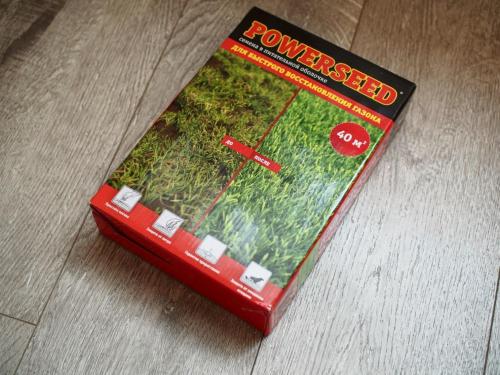 POWERSEED
семена в питательной оболочке
ДЛЯ БЫСТРОГО ВОССТАНОВЛЕНИЯ ГАЗОНА
40 м²
ДО
ПОСЛЕ